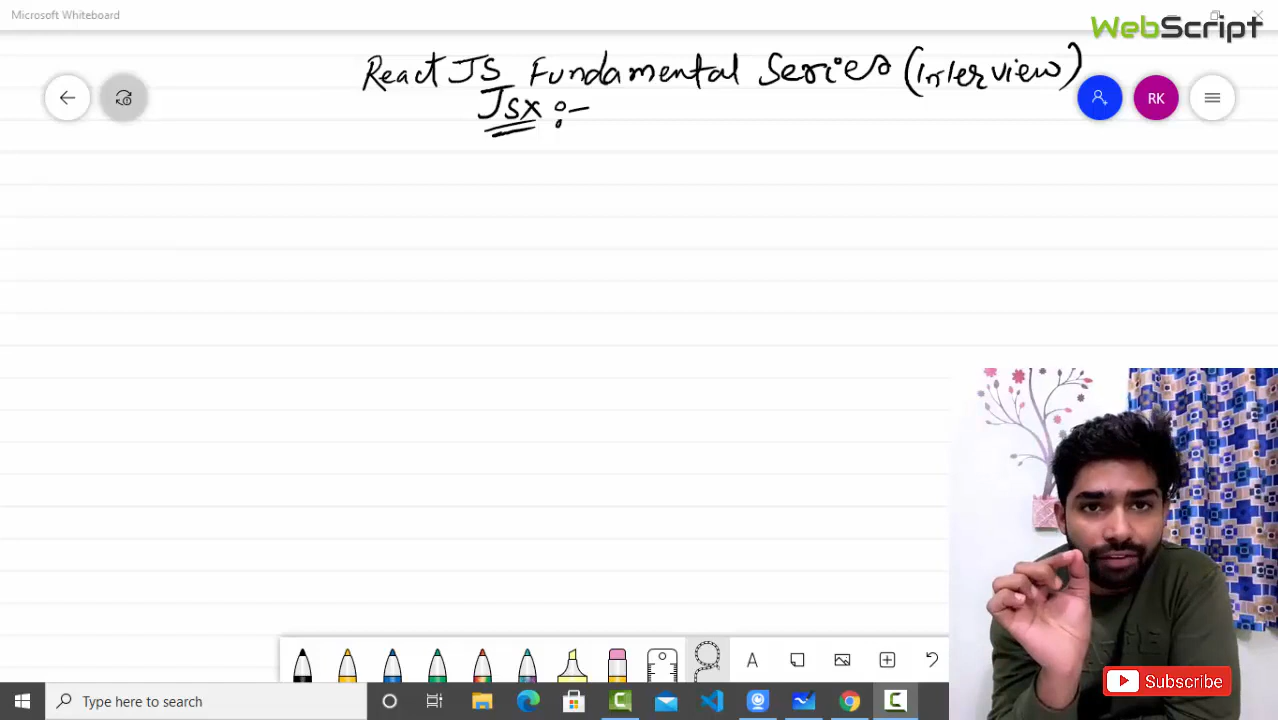 Microsoft Whiteboard
WebScript
React JS Fundamental Series (Interview)
JSX :-
RK
A
Subscribe
Type here to search